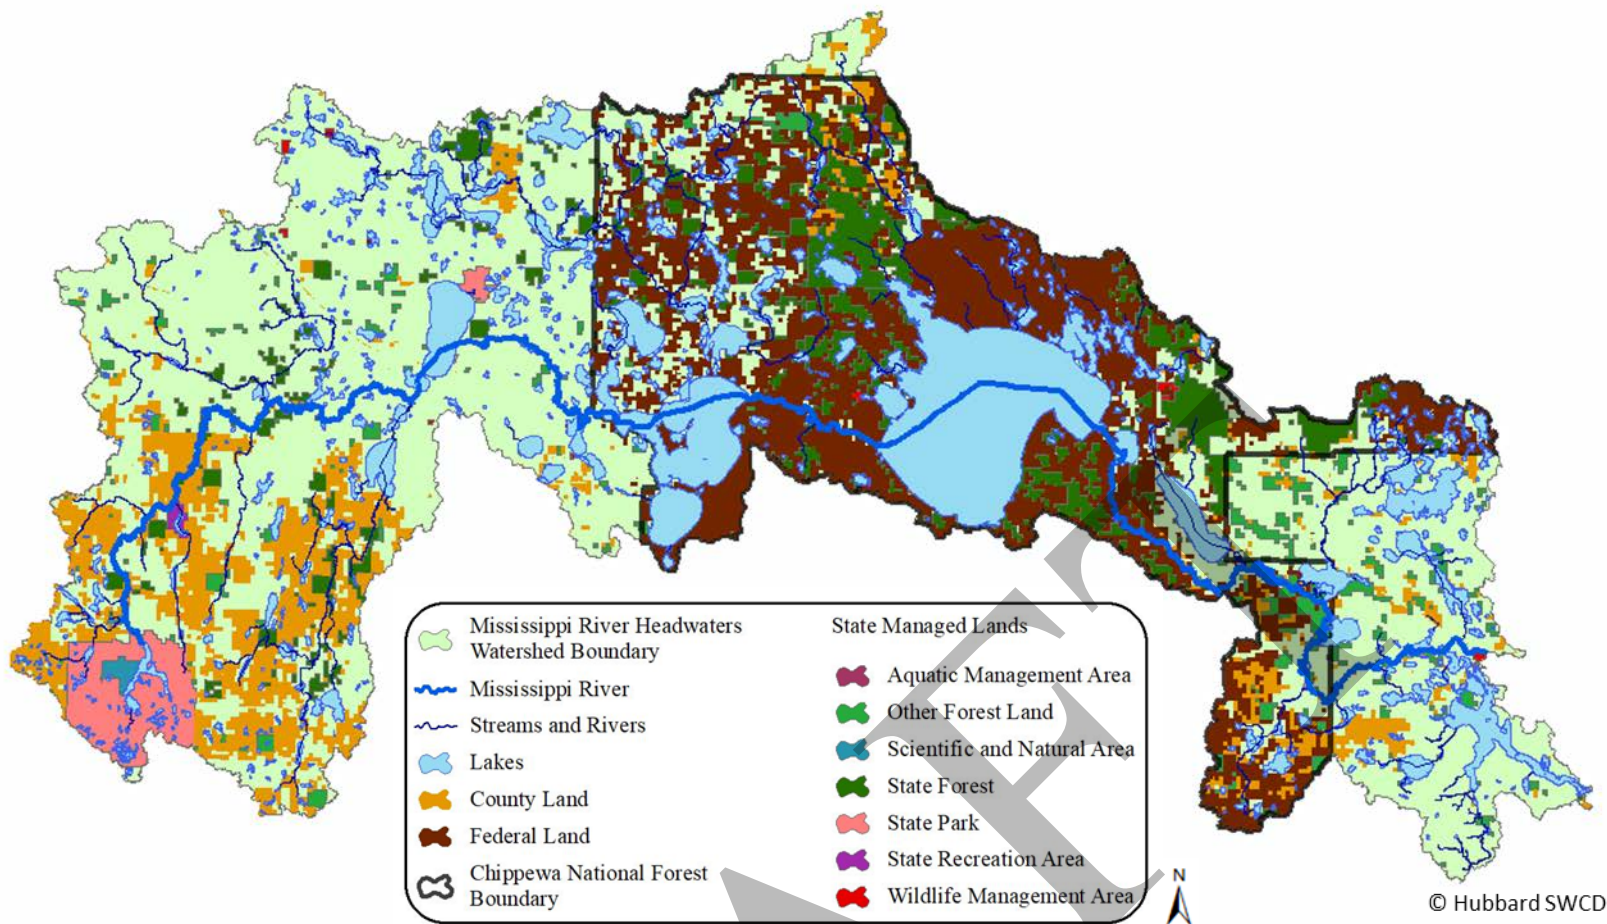 Mississippi River Headwaters
Watershed Boundary
Mississippi River
Streams and Rivers
Lakes
County Land
Federal Land
Chippewa National Forest
Boundary
State Managed Lands
Aquatic Management Area
Other Forest Land
Scientific and Natural Area
State Forest
State Park
State Recreation Area
Wildlife Management Area
N
© Hubbard SWCD